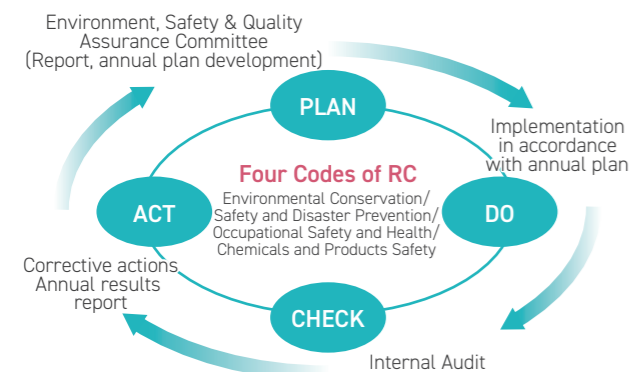 Environment, Safety & Quality
Assurance Committee
(Report, annual plan development)
PLAN
Implementation
in accordance
with annual plan
Four Codes of RC
Environmental Conservation/
Safety and Disaster Prevention/
Occupational Safety and Health/
Chemicals and Products Safety
ACT
DO
Corrective actions
Annual results
report
CHECK
Internal Audit